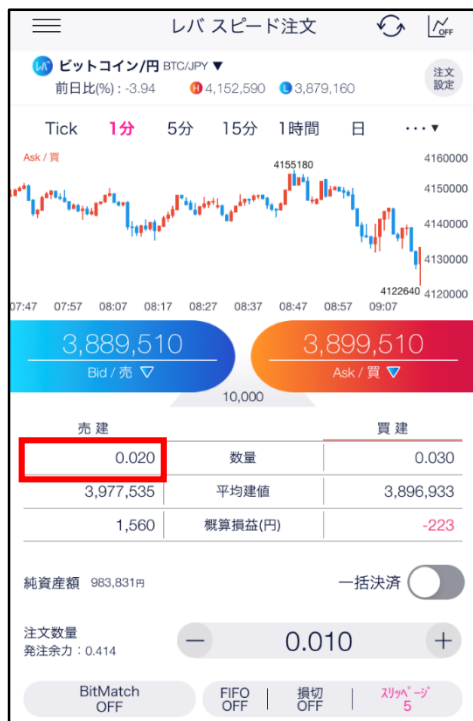 レバ スピード注文
OFF
レバ ビットコイン/円 BTC/JPY ▼
前日比(%) : -3.94 H 4,152,590 L 3,879,160
注文
設定
Tick 1分 5分 15分 1時間 日 … ▼
Ask / 買
4155180
4160000
4150000
4140000
4130000
4122640
4120000
07:47 07:57 08:07 08:17 08:27 08:37 08:47 08:57 09:07
3,889,510 3,899,510
Bid / 売 ▽ Ask / 買 ▽
10,000
売 建 買 建
0.020 数量 0.030
3,977,535 平均建値 3,896,933
1,560 概算損益(円) -223
純資産額 983,831円 一括決済
注文数量
発注余力 : 0.414
— 0.010 +
BitMatch
OFF
FIFO
OFF
損切
OFF
スリッページ
5